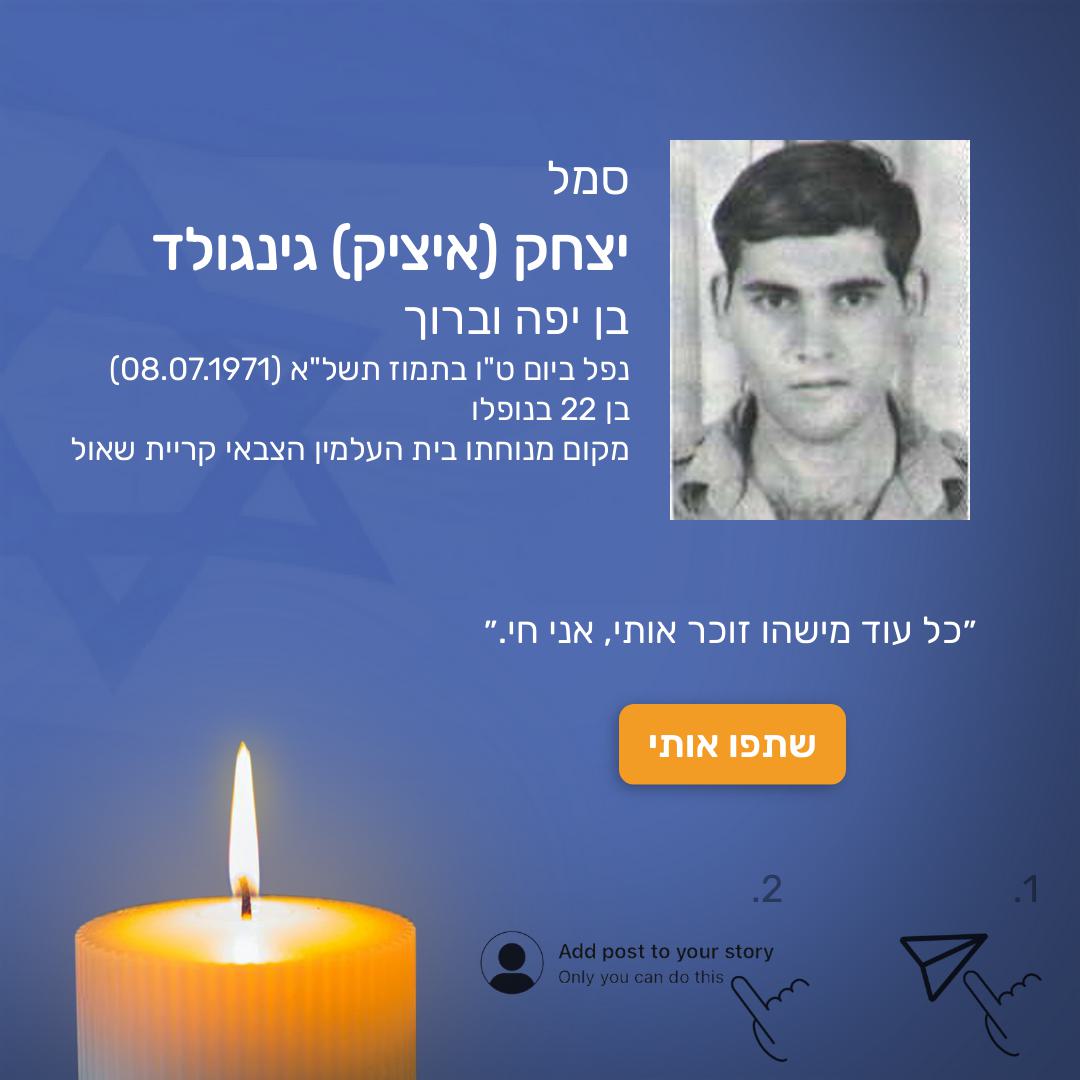 סמל
יצחק (איציק) גינגולד
בן יפה וברוך
נפל ביום ט"ו בתמוז תשל"א (08.07.1971)
בן 22 בנופלו
מקום מנוחתו בית העלמין הצבאי קריית שאול
״כל עוד מישהו זוכר אותי, אני חי.״
שתפו אותי
1.
2.
Add post to your story
Only you can do this